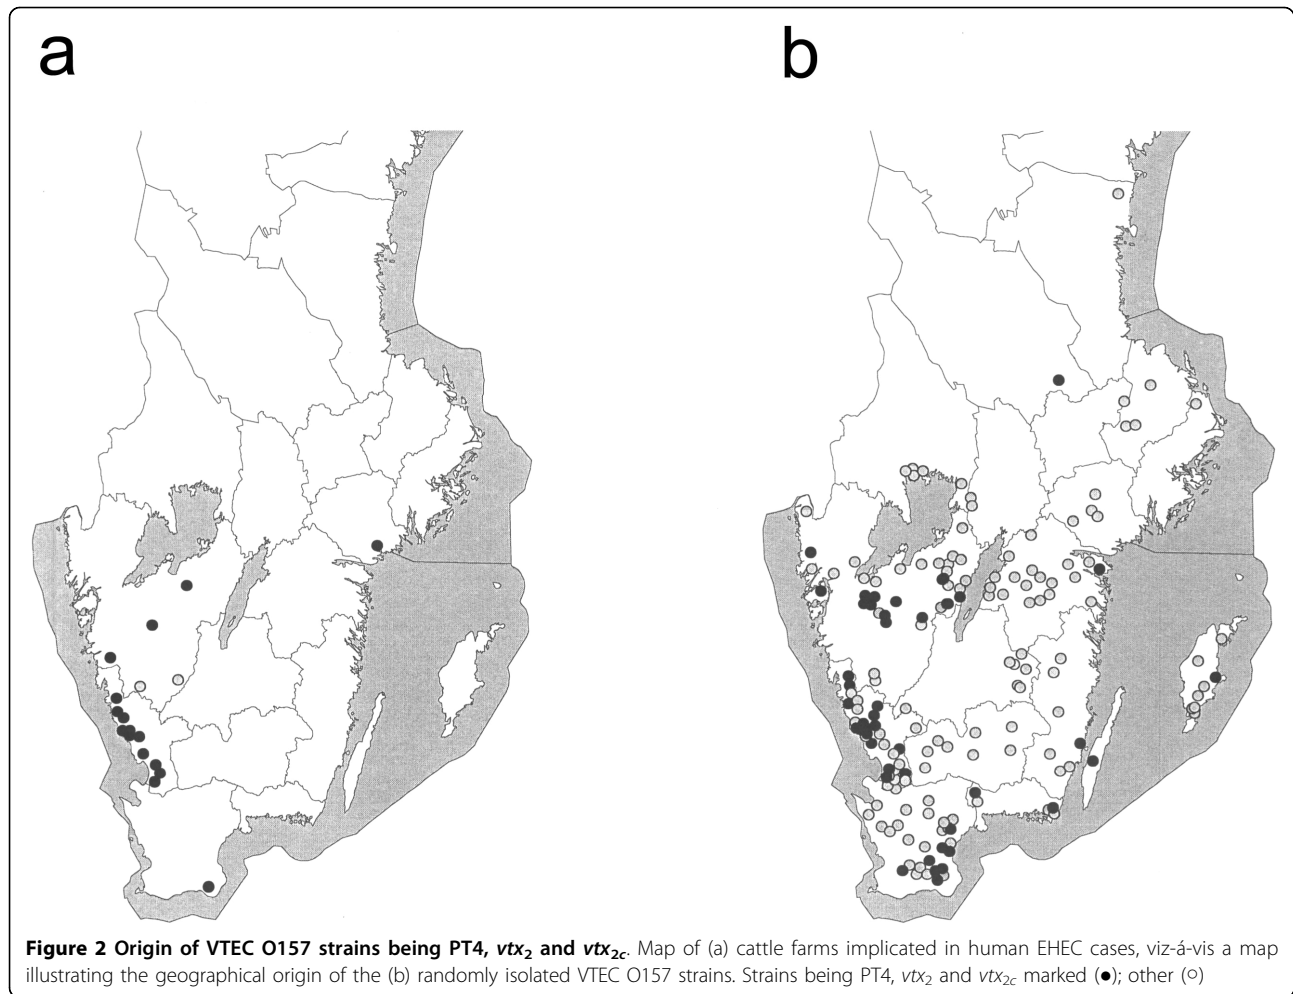 a
b
Figure 2 Origin of VTEC O157 strains being PT4, vtx2 and vtx2c. Map of (a) cattle farms implicated in human EHEC cases, viz-á-vis a map
illustrating the geographical origin of the (b) randomly isolated VTEC O157 strains. Strains being PT4, vtx2 and vtx2c marked (●); other (○)